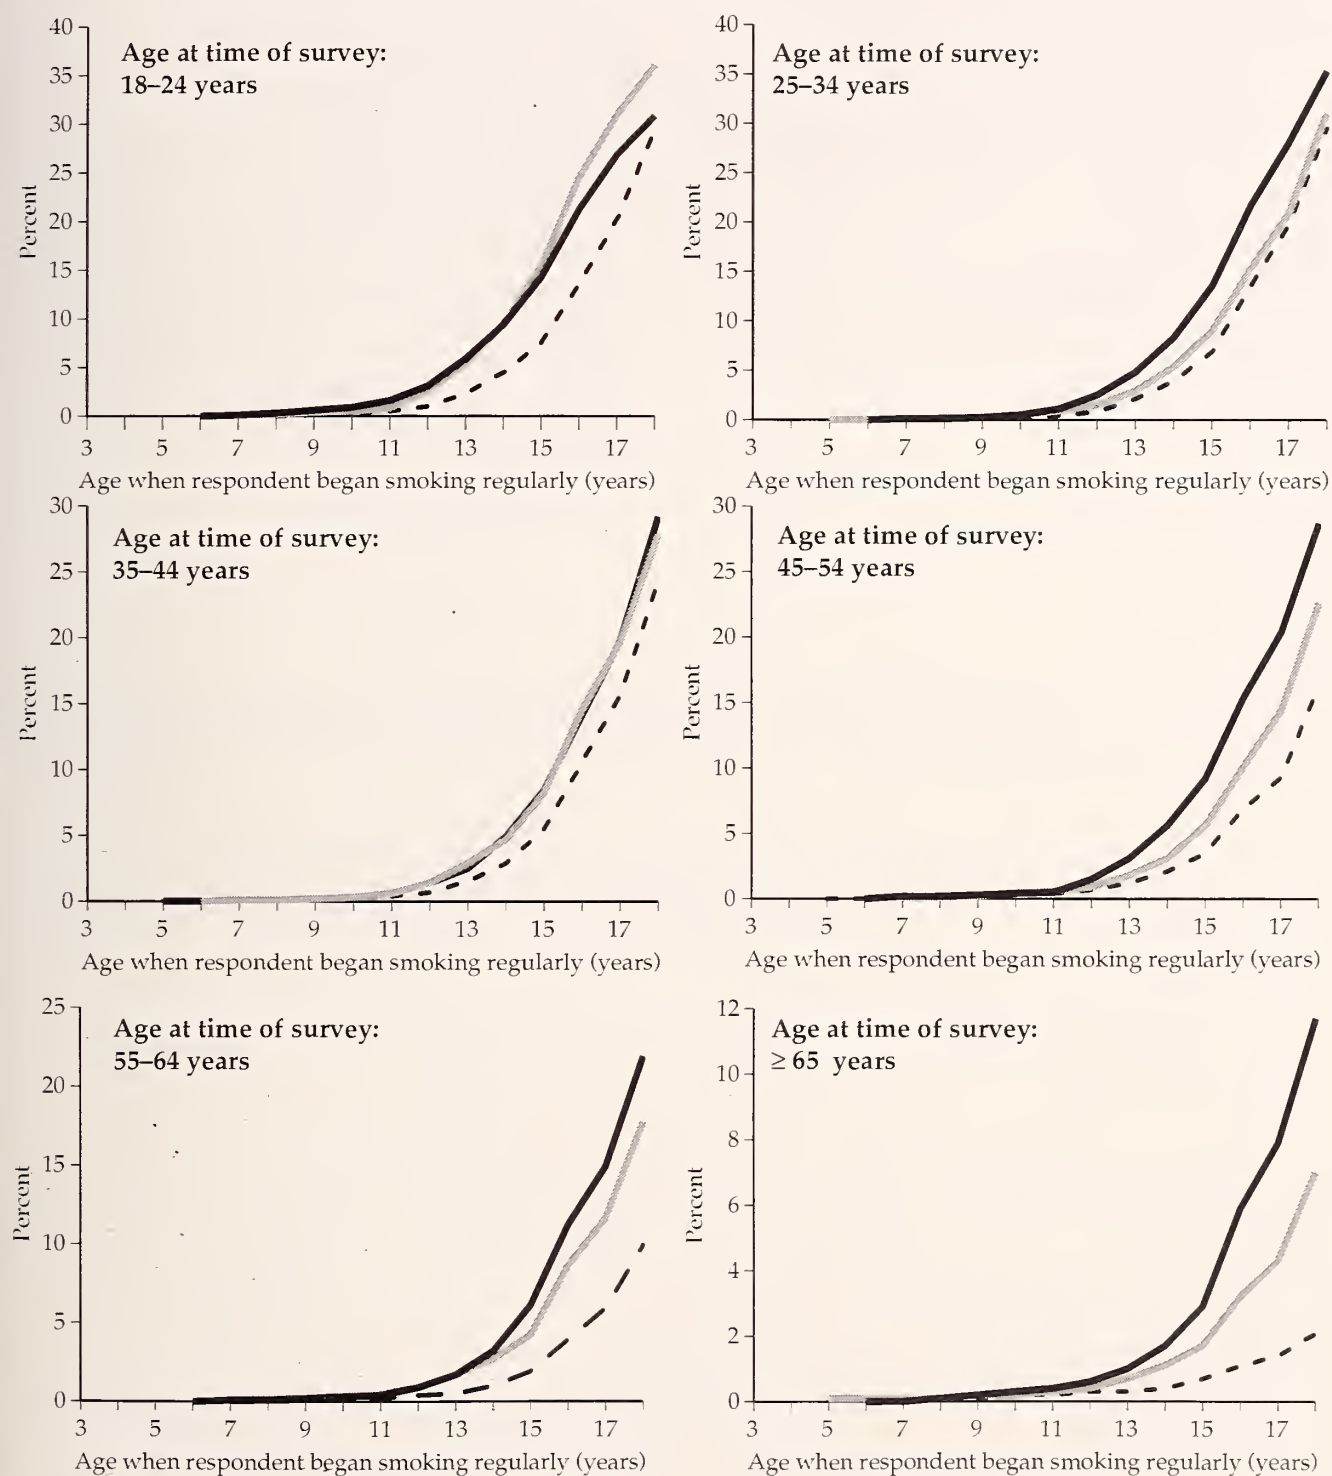 40
35
30
25
20
15
10
5
0
Percent
Age at time of survey:
18–24 years
3 7 9 11 13 15 17
Age when respondent began smoking regularly (years)
40
35
30
25
20
15
10
5
0
Percent
Age at time of survey:
25–34 years
3 5 7 9 11 13 15 17
Age when respondent began smoking regularly (years)
30
25
20
15
10
5
0
Percent
Age at time of survey:
35–44 years
3 5 7 9 11 13 15 17
Age when respondent began smoking regularly (years)
30
25
20
15
10
5
0
Percent
Age at time of survey:
45–54 years
3 5 7 9 11 13 15 17
Age when respondent began smoking regularly (years)
25
20
15
10
5
0
Percent
Age at time of survey:
55–64 years
3 5 7 9 11 13 15 17
Age when respondent began smoking regularly (years)
12
10
8
6
4
2
0
Percent
Age at time of survey:
≥ 65 years
3 5 7 9 11 13 15 17
Age when respondent began smoking regularly (years)